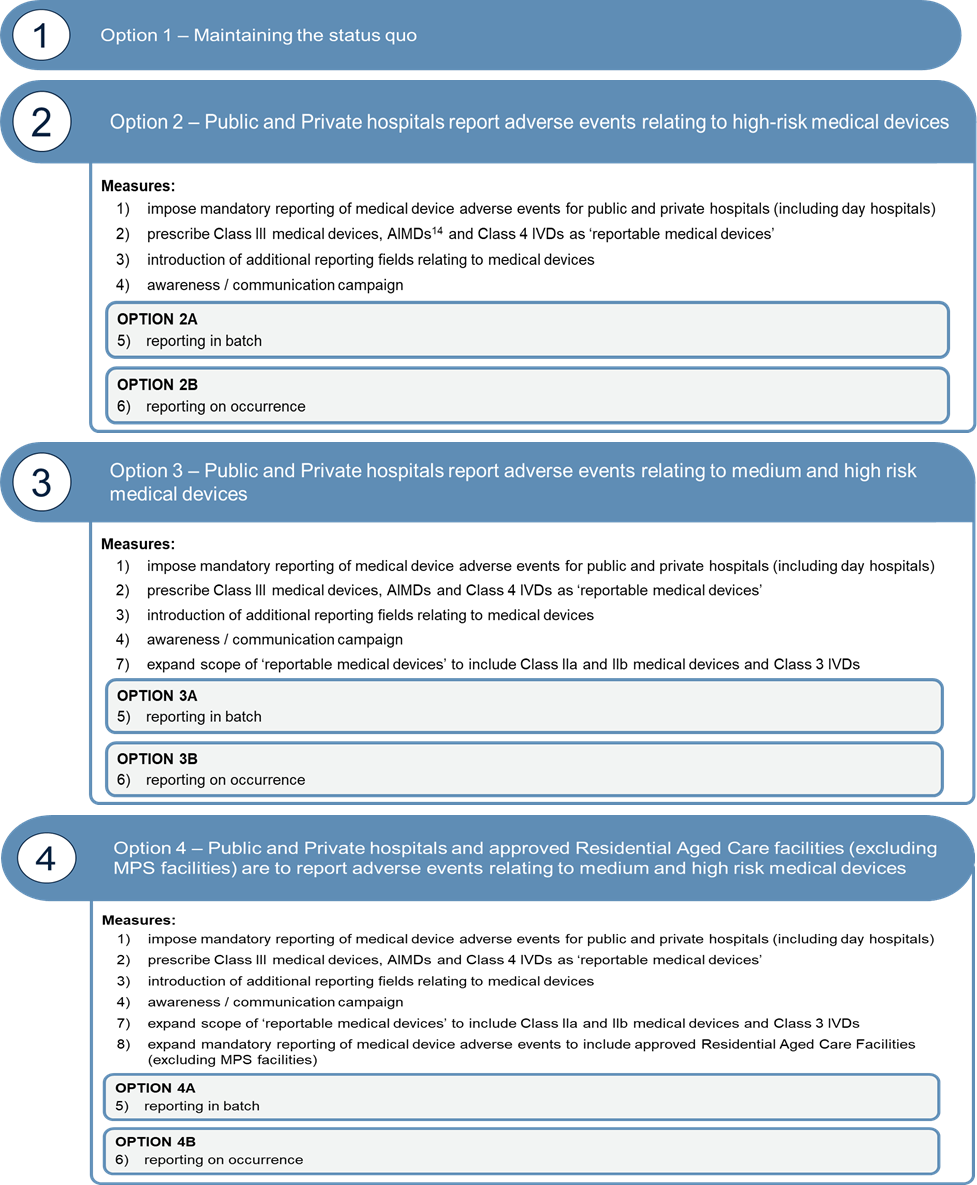 1
Option 1 – Maintaining the status quo
2
Option 2 – Public and Private hospitals report adverse events relating to high-risk medical devices
Measures:
1) impose mandatory reporting of medical device adverse events for public and private hospitals (including day hospitals)
2) prescribe Class III medical devices, AIMDs¹⁴ and Class 4 IVDs as ‘reportable medical devices’
3) introduction of additional reporting fields relating to medical devices
4) awareness / communication campaign
OPTION 2A
5) reporting in batch
OPTION 2B
6) reporting on occurrence
3
Option 3 – Public and Private hospitals report adverse events relating to medium and high risk
medical devices
Measures:
1) impose mandatory reporting of medical device adverse events for public and private hospitals (including day hospitals)
2) prescribe Class III medical devices, AIMDs and Class 4 IVDs as ‘reportable medical devices’
3) introduction of additional reporting fields relating to medical devices
4) awareness / communication campaign
7) expand scope of ‘reportable medical devices’ to include Class IIa and IIb medical devices and Class 3 IVDs
OPTION 3A
5) reporting in batch
OPTION 3B
6) reporting on occurrence
4
Option 4 – Public and Private hospitals and approved Residential Aged Care facilities (excluding
MPS facilities) are to report adverse events relating to medium and high risk medical devices
Measures:
1) impose mandatory reporting of medical device adverse events for public and private hospitals (including day hospitals)
2) prescribe Class III medical devices, AIMDs and Class 4 IVDs as ‘reportable medical devices’
3) introduction of additional reporting fields relating to medical devices
4) awareness / communication campaign
7) expand scope of ‘reportable medical devices’ to include Class IIa and IIb medical devices and Class 3 IVDs
8) expand mandatory reporting of medical device adverse events to include approved Residential Aged Care Facilities
(excluding MPS facilities)
OPTION 4A
5) reporting in batch
OPTION 4B
6) reporting on occurrence